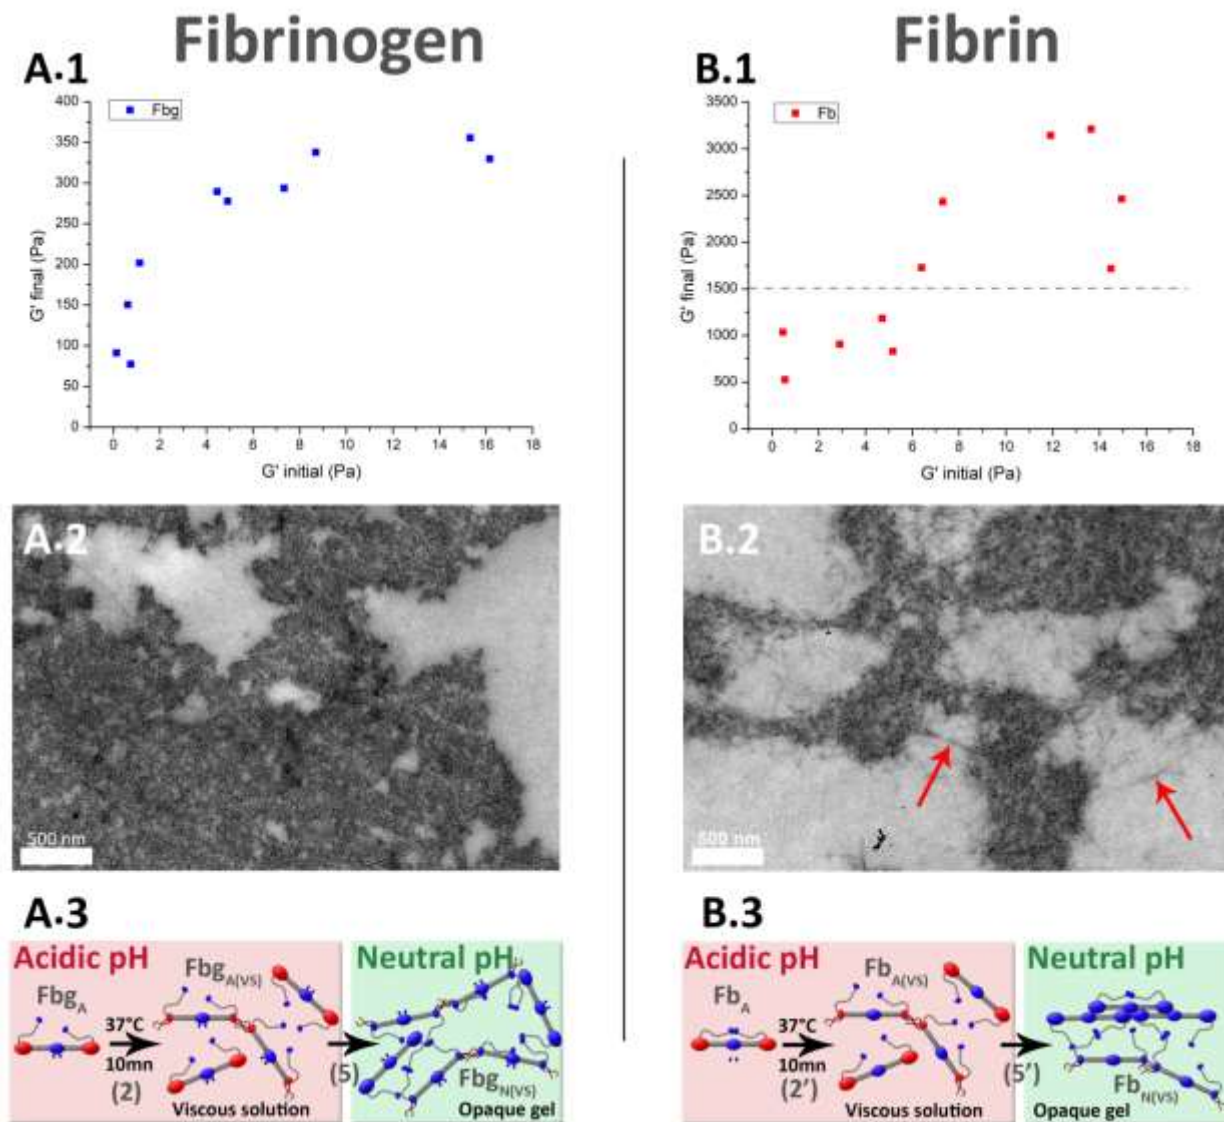 Fibrinogen
Fibrin
A.1
B.1
Fbg
400
350
300
250
200
150
100
50
0
G' final (Pa)
0 2 4 6 8 10 12 14 16 18
G' initial (Pa)
Fb
3500
3000
2500
2000
1500
1000
500
0
G' final (Pa)
0 2 4 6 8 10 12 14 16 18
G' initial (Pa)
A.2
500 nm
B.2
500 nm
A.3
Acidic pH
Neutral pH
FbgA
FbgA(VS)
37°C
10mn
(2)
(5)
FbgN(VS)
Viscous solution
Opaque gel
B.3
Acidic pH
Neutral pH
FbA
FbA(VS)
37°C
10mn
(2')
(5')
FbN(VS)
Viscous solution
Opaque gel